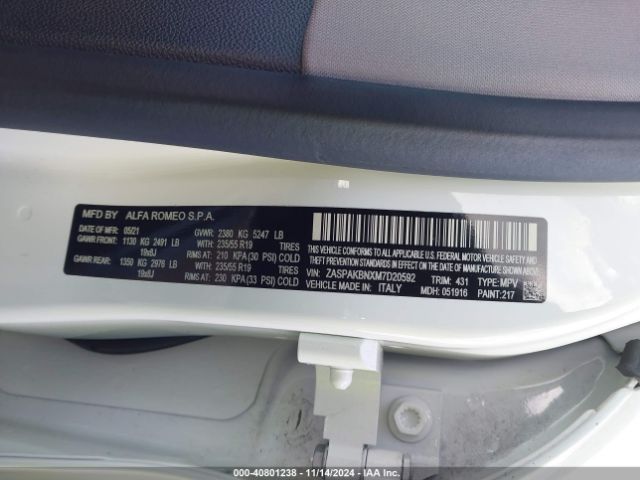 MFD BY ALFA ROMEO S.P.A.
DATE OF MFR: 05/21 GVWR: 2380 KG 5247 LB
GAWR FRONT: 1130 KG 2491 LB WITH: 235/55 R19 TIRES
19x8J RIMS AT: 210 KPA (30 PSI) COLD
GAWR REAR: 1350 KG 2976 LB WITH: 235/55 R19 TIRES
19x8J RIMS AT: 230 KPA (33 PSI) COLD
THIS VEHICLE CONFORMS TO ALL APPLICABLE U.S.A. FEDERAL MOTOR VEHICLE SAFETY AND
THEFT PREVENTION STANDARDS IN EFFECT ON THE DATE OF MANUFACTURE SHOWN ABOVE.
VIN: ZASPAKBNXM7D20592 TRIM: 431 TYPE: MPV
VEHICLE MADE IN: ITALY MDH: 051916 PAINT: 217
000-40801238 - 11/14/2024 - IAA Inc.